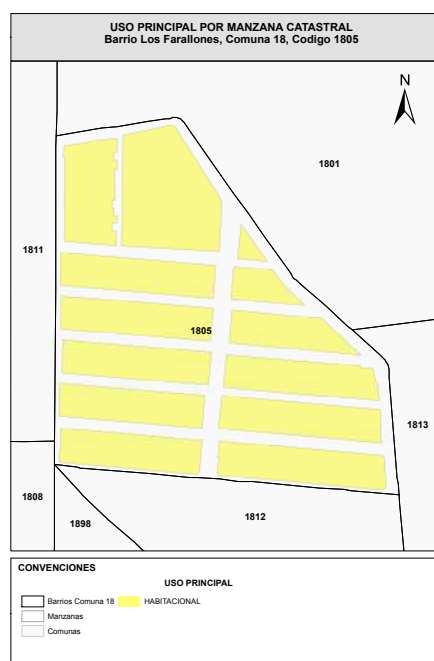 USO PRINCIPAL POR MANZANA CATASTRAL
Barrio Los Farallones, Comuna 18, Codigo 1805
N
1801
1811
1805
1813
1808
1898
1812
CONVENCIONES
USO PRINCIPAL
Barrios Comuna 18 HABITACIONAL
Manzanas
Comunas